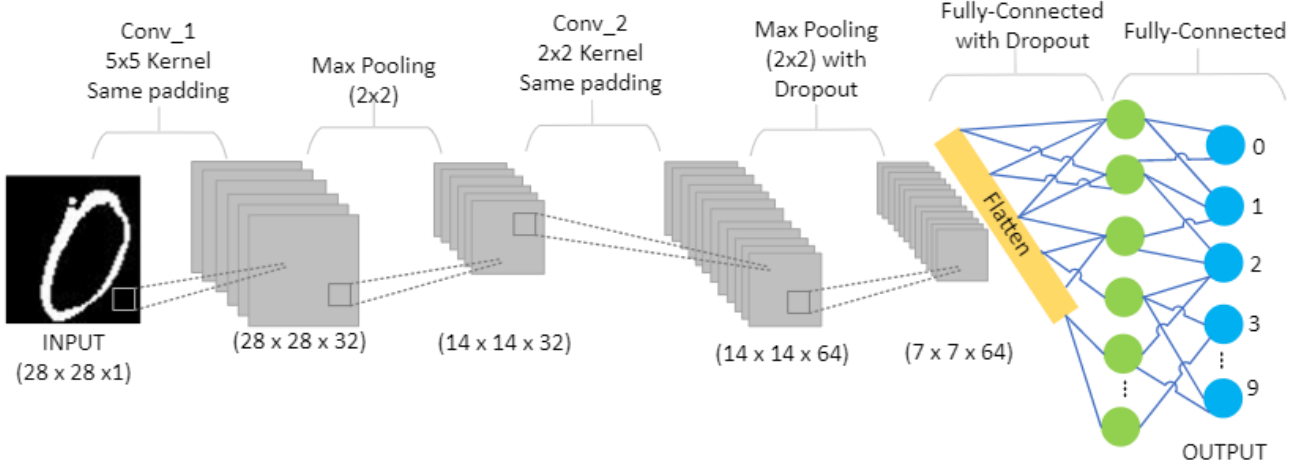 Conv_1
5x5 Kernel
Same padding
Max Pooling
(2x2)
Conv_2
2x2 Kernel
Same padding
Max Pooling
(2x2) with
Dropout
Fully-Connected
with Dropout
Fully-Connected
INPUT
(28 x 28 x1)
(28 x 28 x 32)
(14 x 14 x 32)
(14 x 14 x 64)
(7 x 7 x 64)
Flatten
0
1
2
3
9
OUTPUT